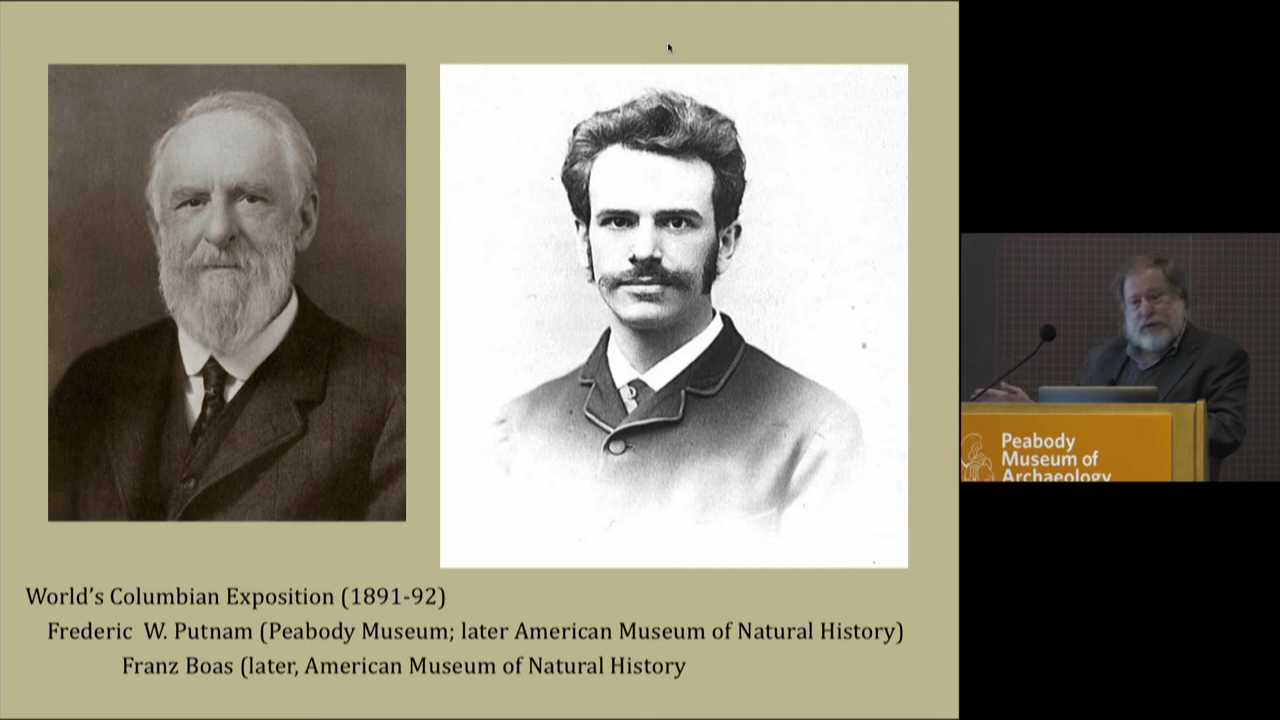 World's Columbian Exposition (1891-92)
Frederic W. Putnam (Peabody Museum; later American Museum of Natural History)
Franz Boas (later, American Museum of Natural History
Peabody
Museum of
Archaeology